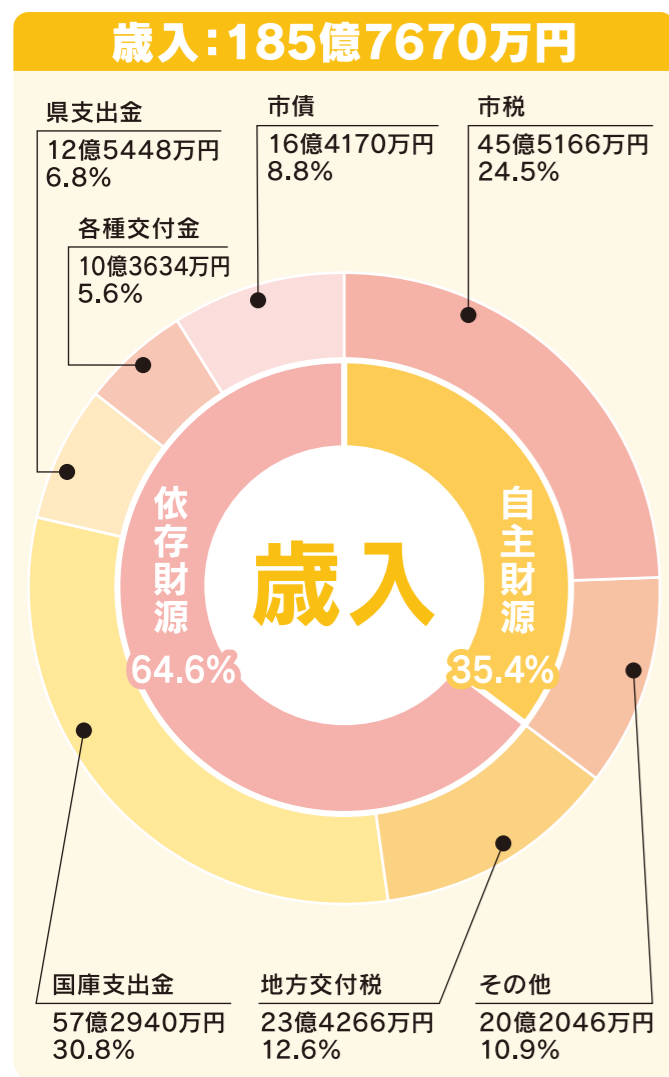 歳入：185億7670万円
県支出金
12億5448万円
6.8%
市債
16億4170万円
8.8%
市税
45億5166万円
24.5%
各種交付金
10億3634万円
5.6%
依存財源
64.6%
歳入
自主財源
35.4%
国庫支出金
57億2940万円
30.8%
地方交付税
23億4266万円
12.6%
その他
20億2046万円
10.9%